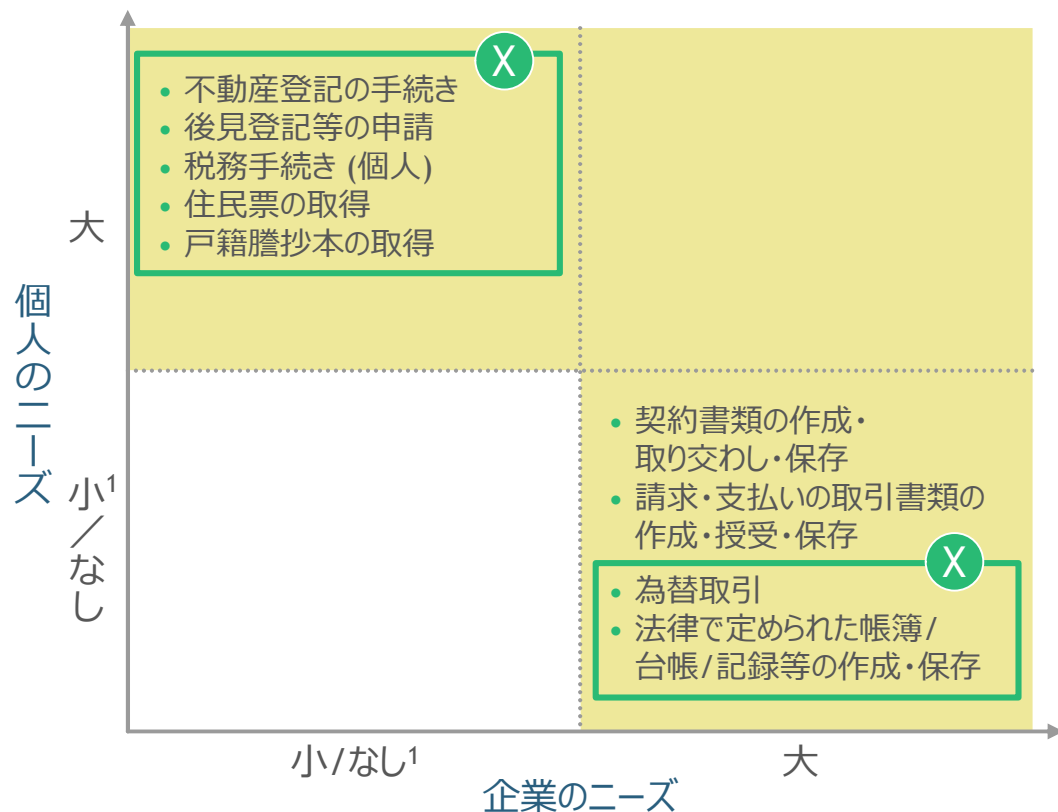 X
• 不動産登記の手続き
• 後見登記等の申請
• 税務手続き (個人)
• 住民票の取得
• 戸籍謄抄本の取得
大
個人のニーズ
小1／なし
• 契約書類の作成・
取り交わし・保存
• 請求・支払いの取引書類の
作成・授受・保存
X
• 為替取引
• 法律で定められた帳簿/
台帳/記録等の作成・保存
小/なし1
大
企業のニーズ